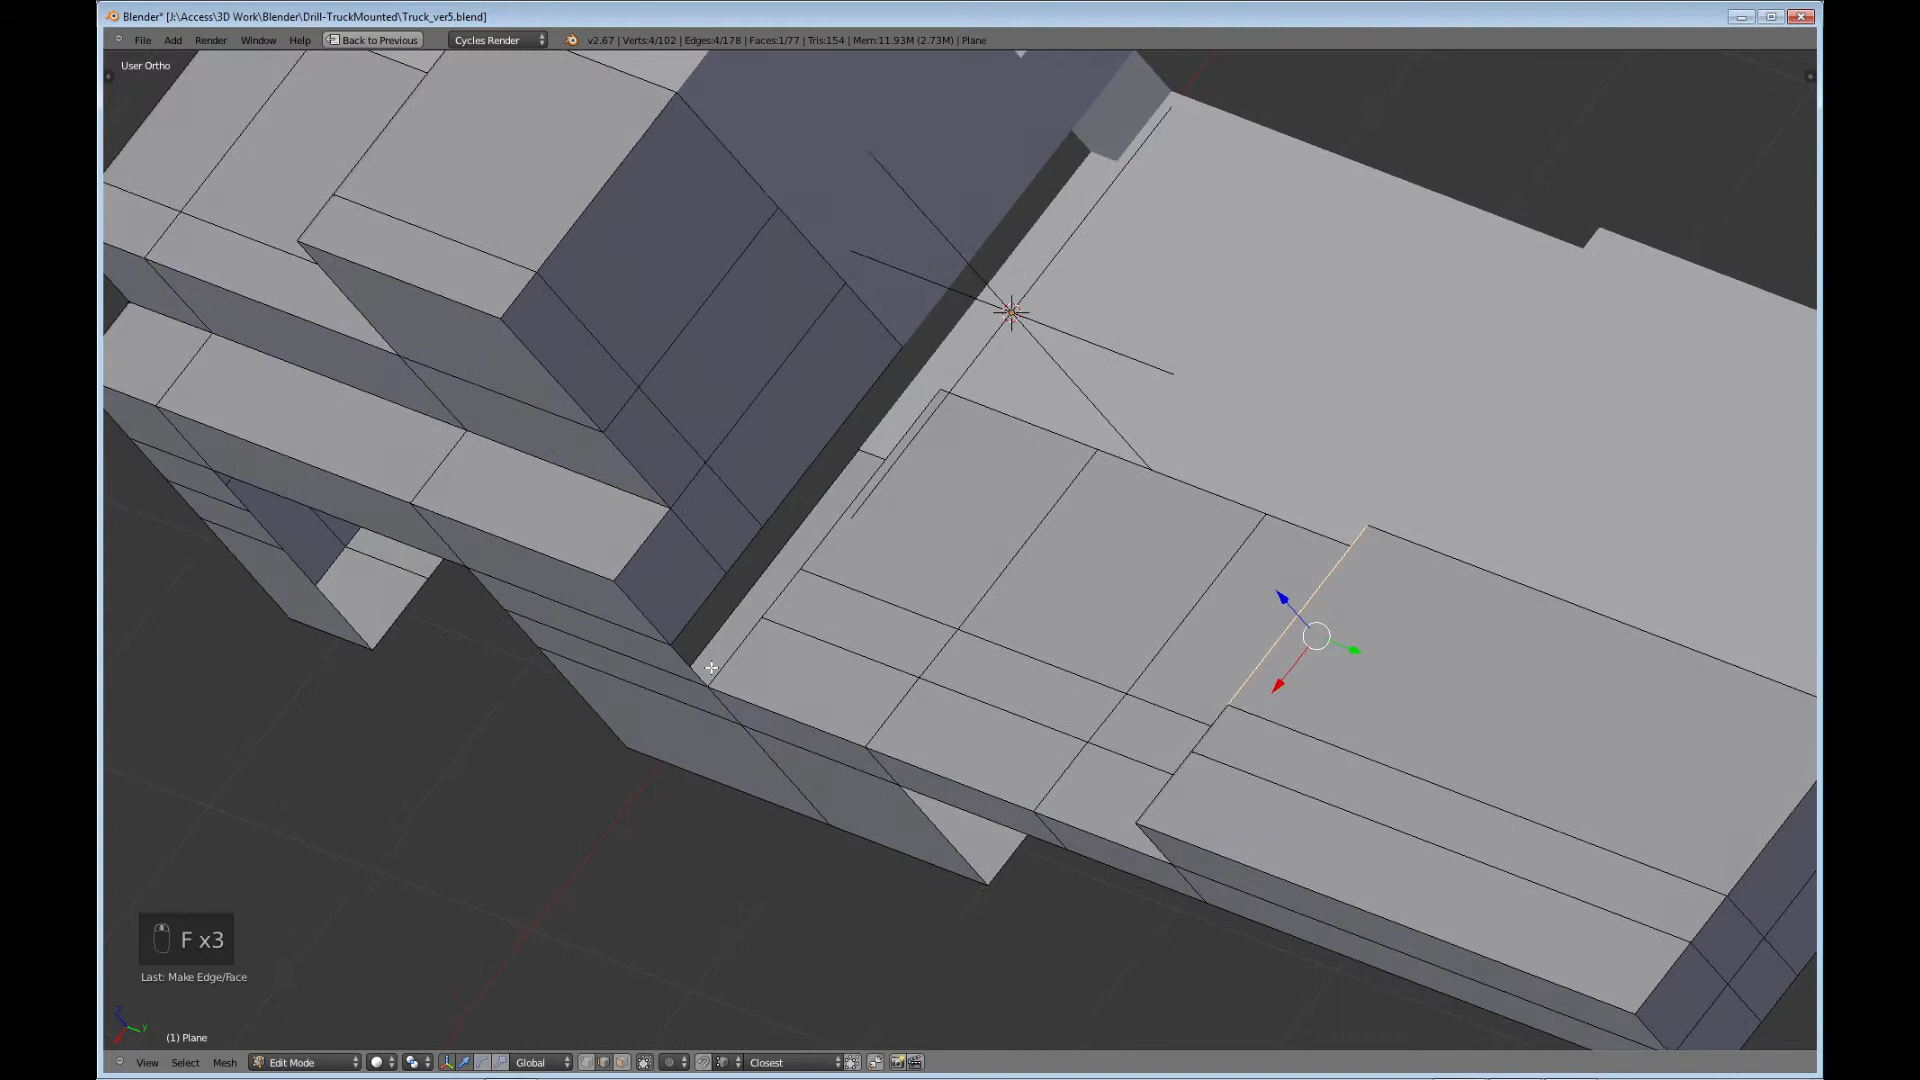 Blender* [J:\Access\3D Work\Blender\Drill-TruckMounted\Truck_ver5.blend]
File Add Render Window Help Back to Previous Cycles Render v2.67 | Verts:4/102 | Edges:4/178 | Faces:1/77 | Tris:154 | Mem:11.93M (2.73M) | Plane
User Ortho
F x3
Last: Make Edge/Face
z
y
(1) Plane
View Select Mesh Edit Mode Global Closest